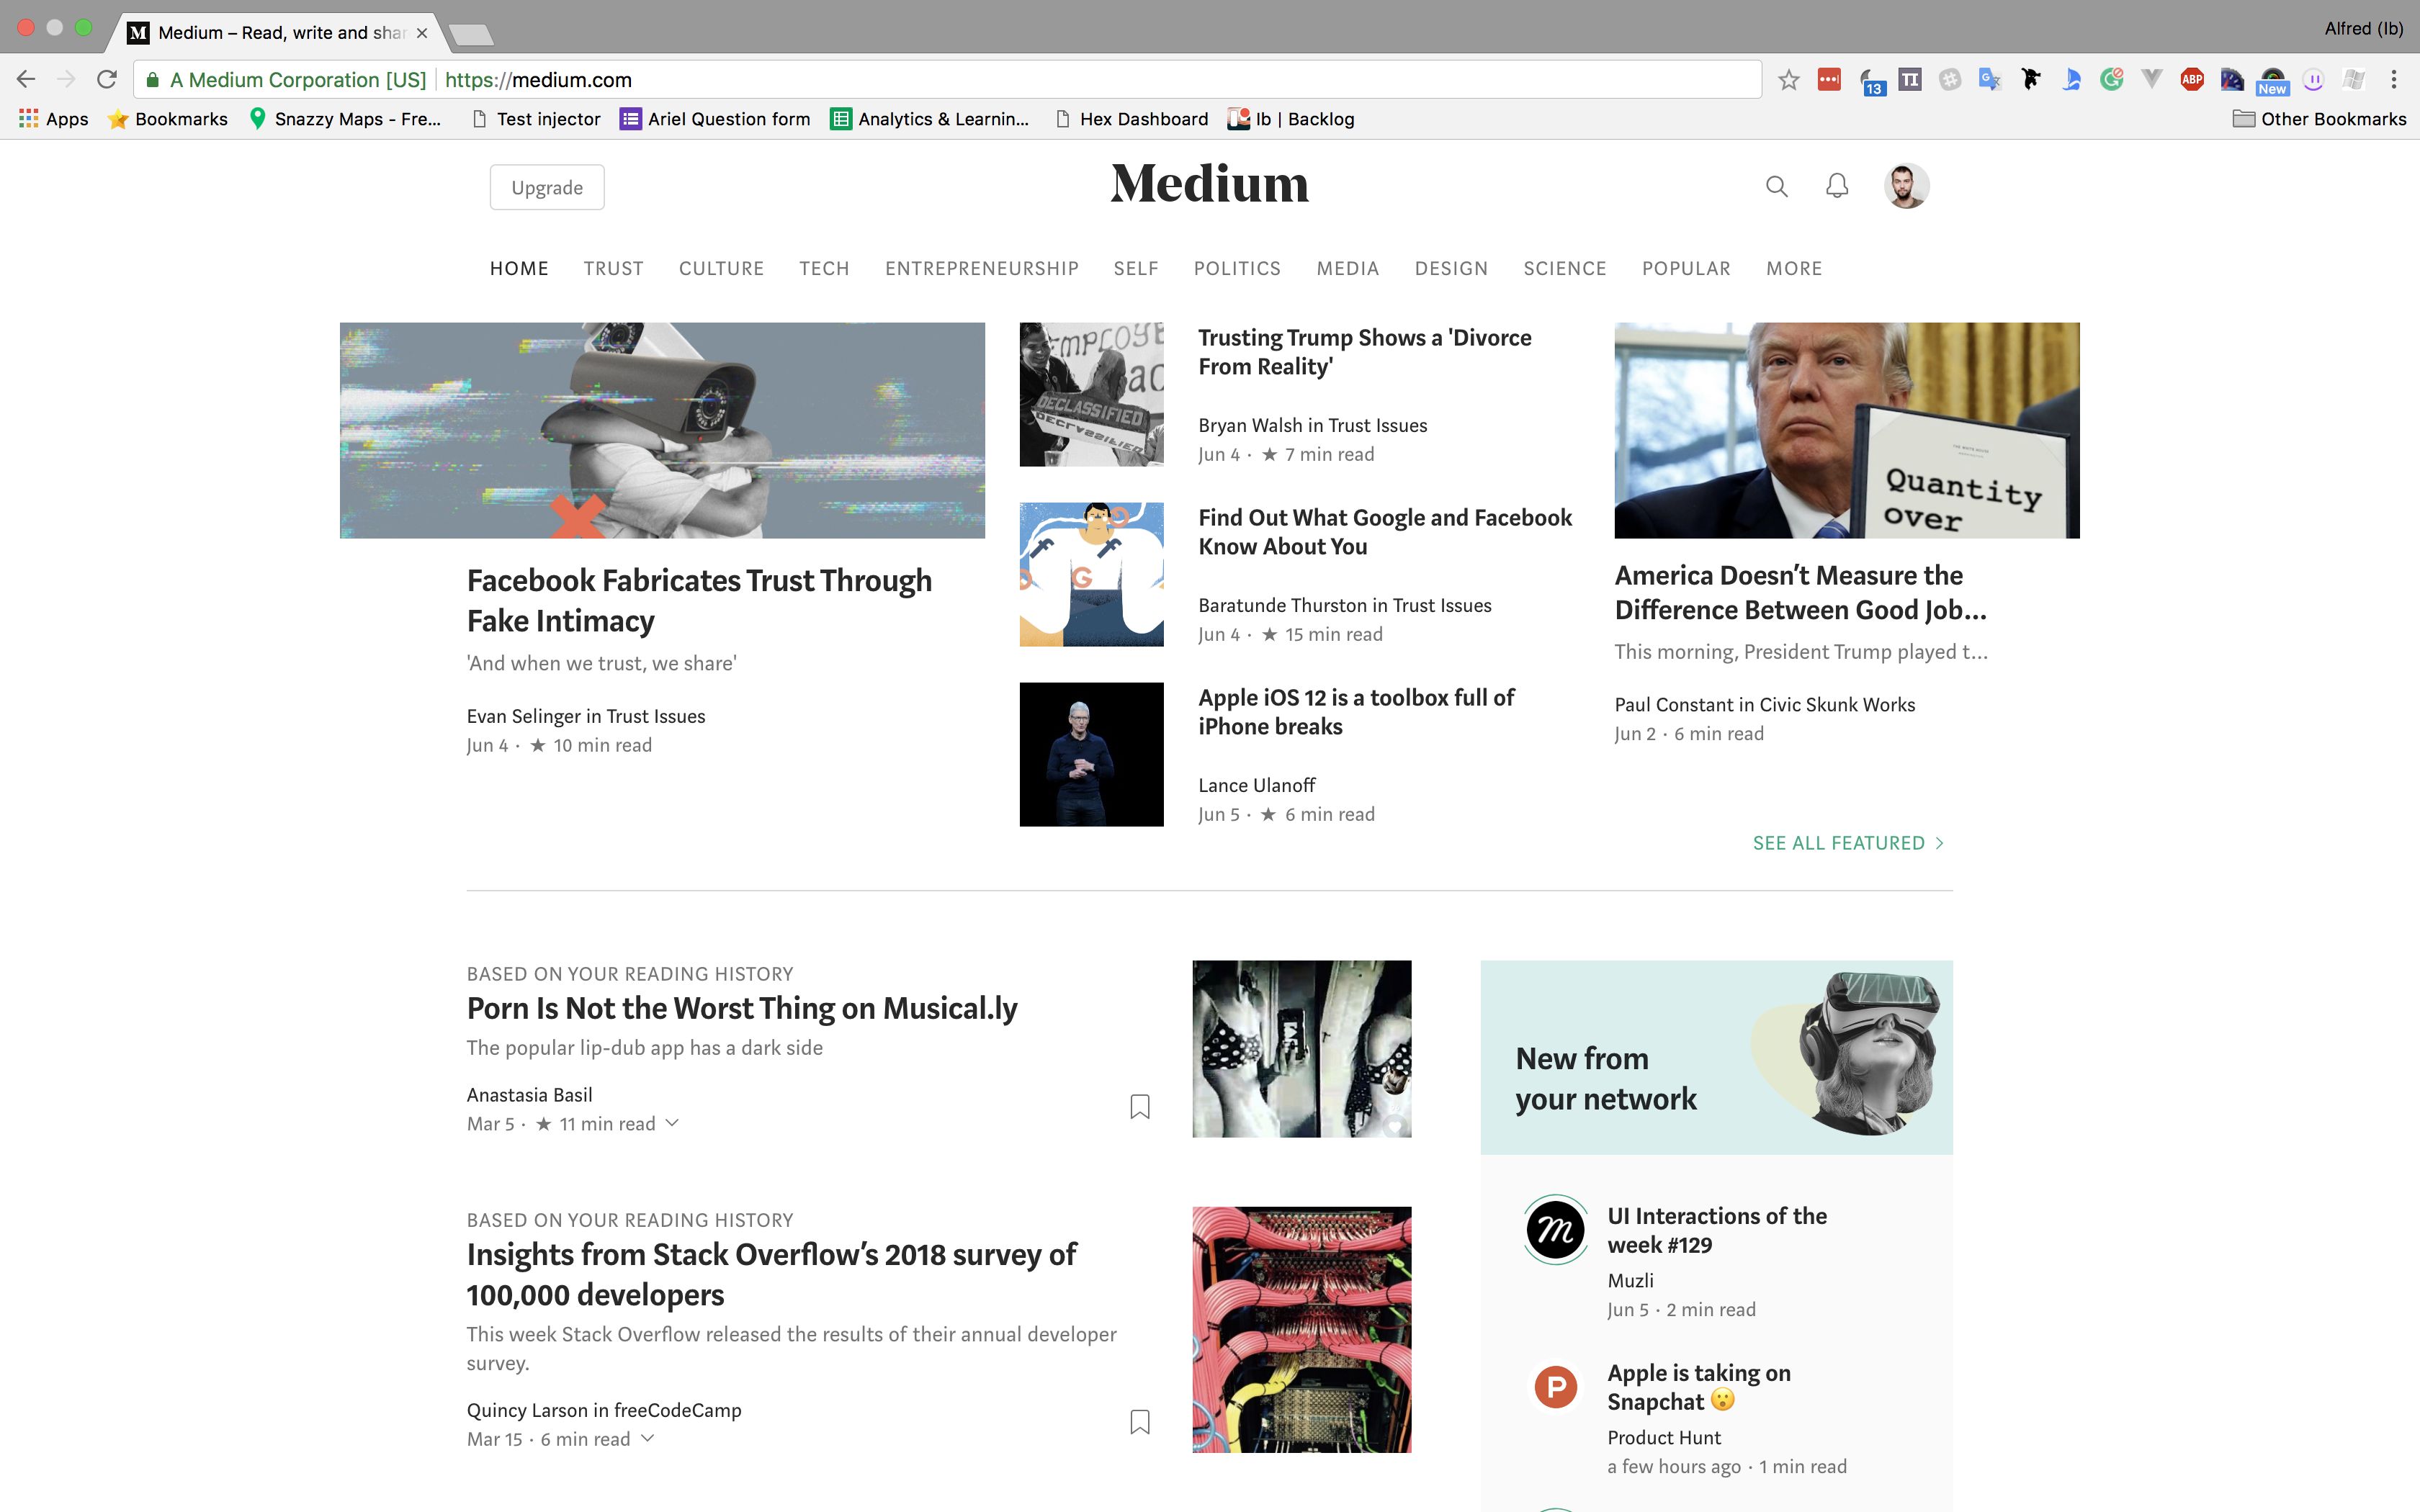 Medium – Read, write and shar
Alfred (Ib)
A Medium Corporation [US] https://medium.com
13
TI
ABP
New
Apps
Bookmarks
Snazzy Maps - Fre...
Test injector
Ariel Question form
Analytics & Learnin...
Hex Dashboard
Ib | Backlog
Other Bookmarks
Upgrade
Medium
HOME TRUST CULTURE TECH ENTREPRENEURSHIP SELF POLITICS MEDIA DESIGN SCIENCE POPULAR MORE
Facebook Fabricates Trust Through
Fake Intimacy
'And when we trust, we share'
Evan Selinger in Trust Issues
Jun 4 · ★ 10 min read
DECLASSIFIED
Trusting Trump Shows a 'Divorce
From Reality'
Bryan Walsh in Trust Issues
Jun 4 · ★ 7 min read
Find Out What Google and Facebook
Know About You
Baratunde Thurston in Trust Issues
Jun 4 · ★ 15 min read
Apple iOS 12 is a toolbox full of
iPhone breaks
Lance Ulanoff
Jun 5 · ★ 6 min read
Quantity
over
America Doesn’t Measure the
Difference Between Good Job...
This morning, President Trump played t...
Paul Constant in Civic Skunk Works
Jun 2 · 6 min read
SEE ALL FEATURED
BASED ON YOUR READING HISTORY
Porn Is Not the Worst Thing on Musical.ly
The popular lip-dub app has a dark side
Anastasia Basil
Mar 5 · ★ 11 min read
BASED ON YOUR READING HISTORY
Insights from Stack Overflow’s 2018 survey of
100,000 developers
This week Stack Overflow released the results of their annual developer
survey.
Quincy Larson in freeCodeCamp
Mar 15 · 6 min read
New from
your network
UI Interactions of the
week #129
Muzli
Jun 5 · 2 min read
P
Apple is taking on
Snapchat 😮
Product Hunt
a few hours ago · 1 min read